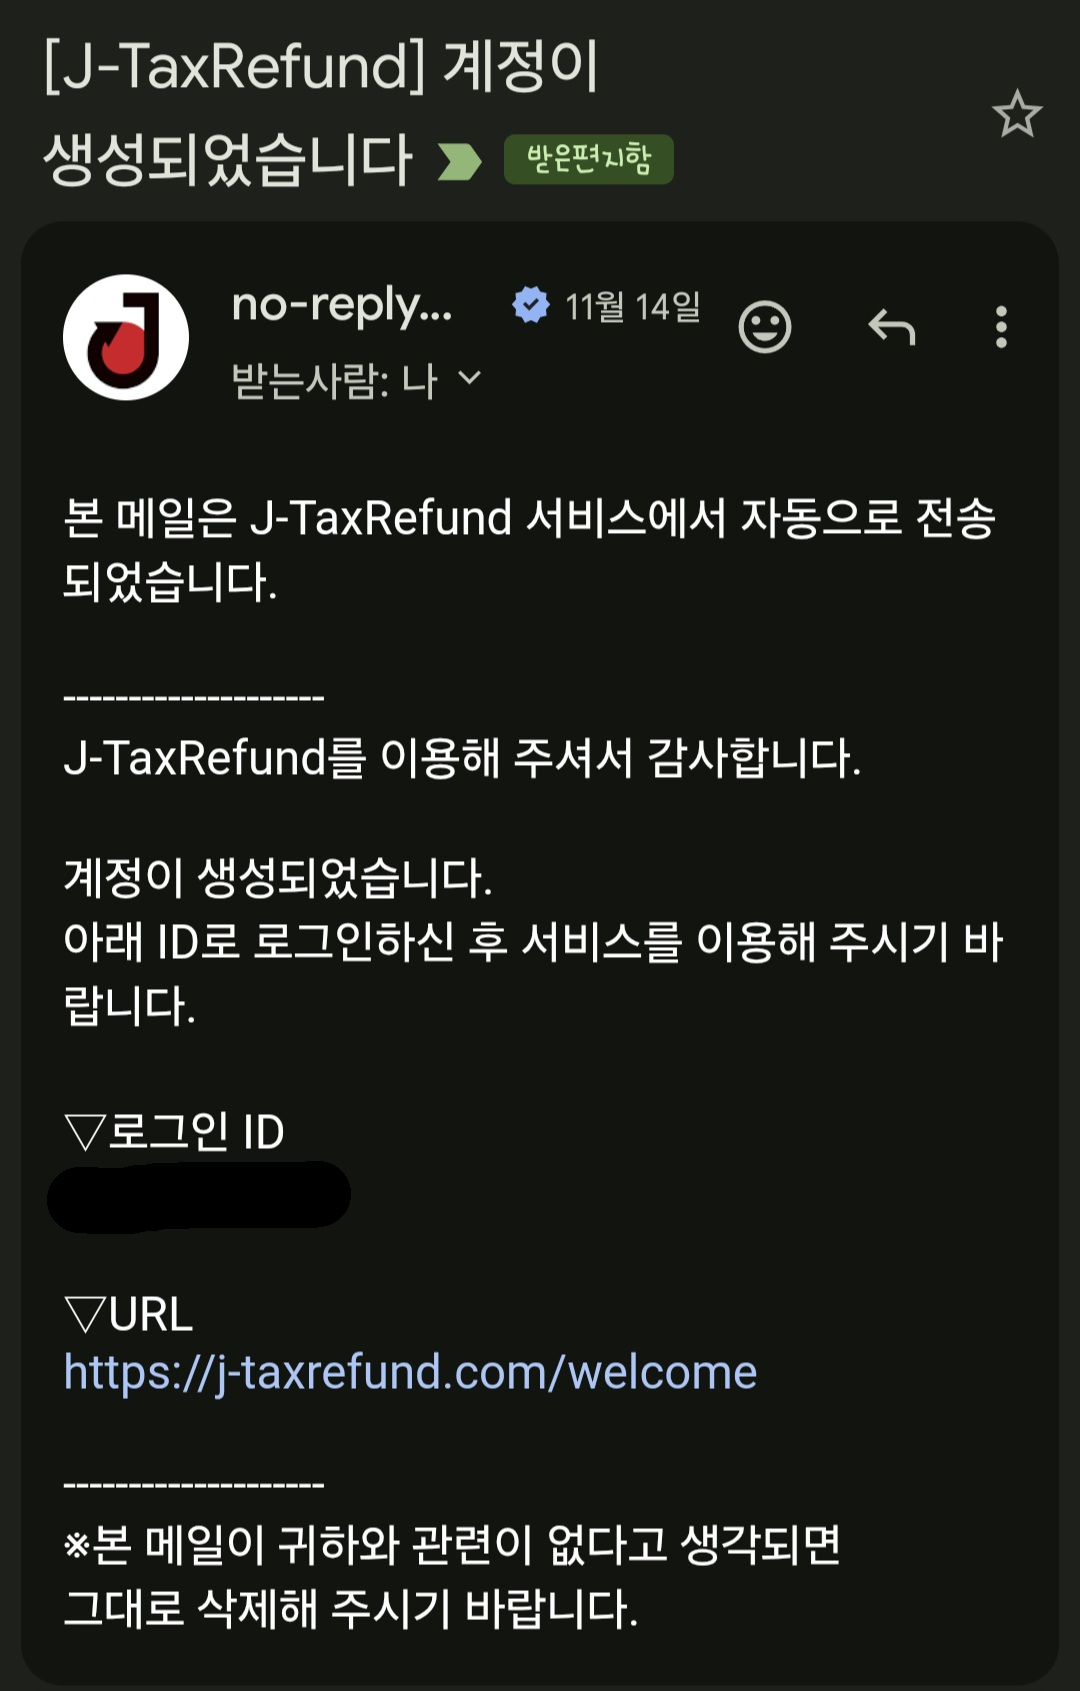 [J-TaxRefund] 계정이
생성되었습니다 받은편지함
no-reply... 11월 14일
받는사람: 나
본 메일은 J-TaxRefund 서비스에서 자동으로 전송
되었습니다.
--------------------
J-TaxRefund를 이용해 주셔서 감사합니다.
계정이 생성되었습니다.
아래 ID로 로그인하신 후 서비스를 이용해 주시기 바
랍니다.
▽로그인 ID
▽URL
https://j-taxrefund.com/welcome
--------------------
※본 메일이 귀하와 관련이 없다고 생각되면
그대로 삭제해 주시기 바랍니다.